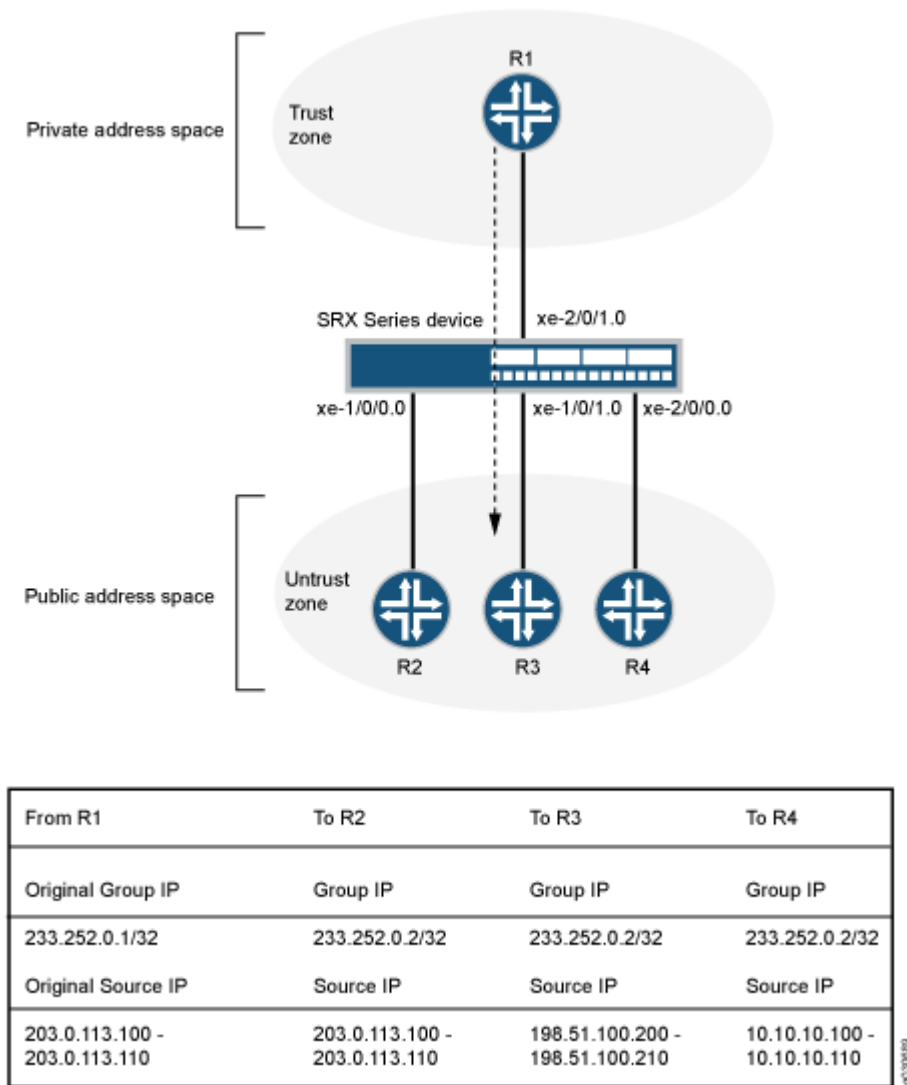 R1
Trust
zone
Private address space
SRX Series device
xe-2/0/1.0
xe-1/0/0.0
xe-1/0/1.0
xe-2/0/0.0
Untrust
zone
Public address space
R2
R3
R4
From R1 To R2 To R3 To R4
Original Group IP Group IP Group IP Group IP
233.252.0.1/32 233.252.0.2/32 233.252.0.2/32 233.252.0.2/32
Original Source IP Source IP Source IP Source IP
203.0.113.100 - 203.0.113.100 - 198.51.100.200 - 10.10.10.100 -
203.0.113.110 203.0.113.110 198.51.100.210 10.10.10.110